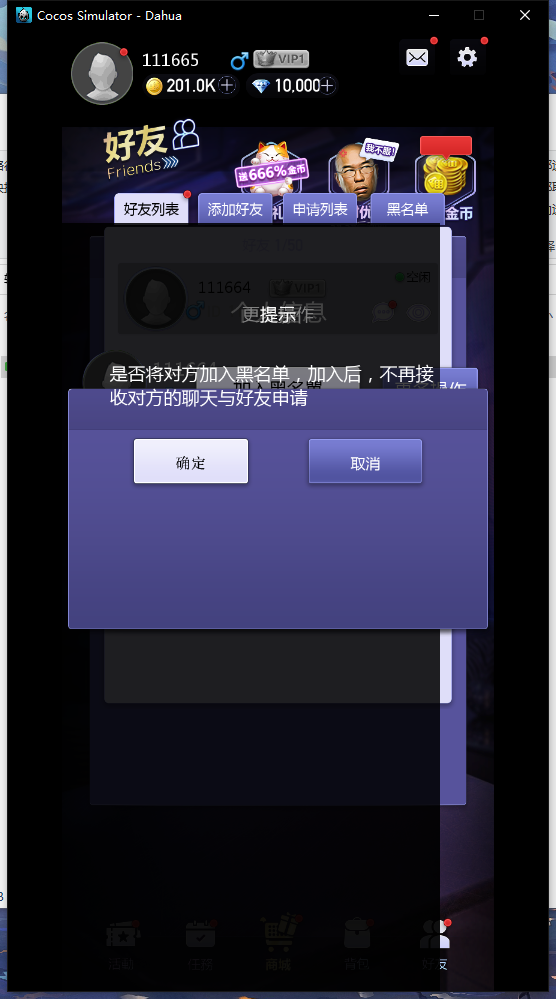 Cocos Simulator - Dahua
111665
VIP1
201.0K
10,000
好友
Friends
送666%金币
我不服!
金币
好友列表
添加好友
申请列表
黑名单
111664
VIP1
空闲
个人信息
更
提示
作
是否将对方加入黑名单，加入后，不再接
收对方的聊天与好友申请
加入黑名单
确定
取消
活动
任务
商城
背包
好友